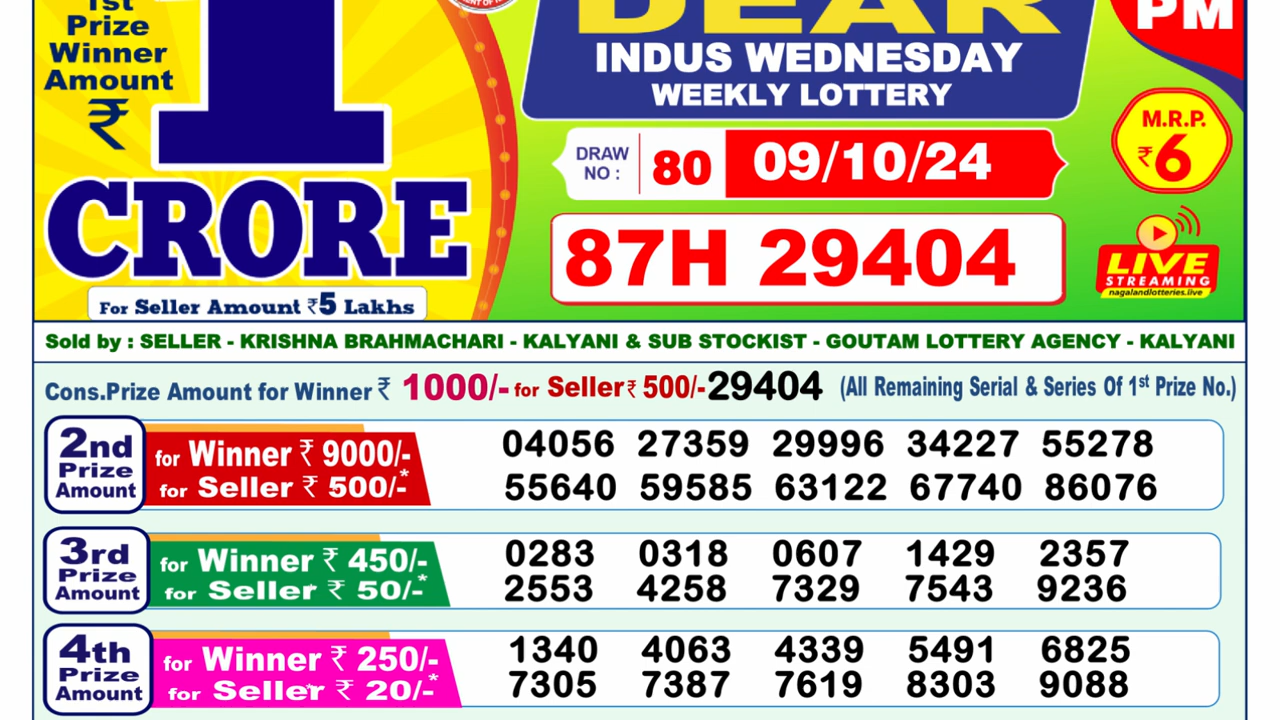 1st
Prize
Winner
Amount
₹
1
CRORE
For Seller Amount ₹5 Lakhs
DEAR
INDUS WEDNESDAY
WEEKLY LOTTERY
PM
M.R.P.
₹6
DRAW NO : 80 09/10/24
87H 29404
LIVE
STREAMING
nagalandlotteries.live
Sold by : SELLER - KRISHNA BRAHMACHARI - KALYANI & SUB STOCKIST - GOUTAM LOTTERY AGENCY - KALYANI
Cons.Prize Amount for Winner ₹ 1000/- for Seller ₹ 500/- 29404 (All Remaining Serial & Series Of 1st Prize No.)
2nd
Prize
Amount
for Winner ₹ 9000/-
for Seller ₹ 500/-*
04056 27359 29996 34227 55278
55640 59585 63122 67740 86076
3rd
Prize
Amount
for Winner ₹ 450/-
for Seller ₹ 50/-*
0283 0318 0607 1429 2357
2553 4258 7329 7543 9236
4th
Prize
Amount
for Winner ₹ 250/-
for Seller ₹ 20/-*
1340 4063 4339 5491 6825
7305 7387 7619 8303 9088